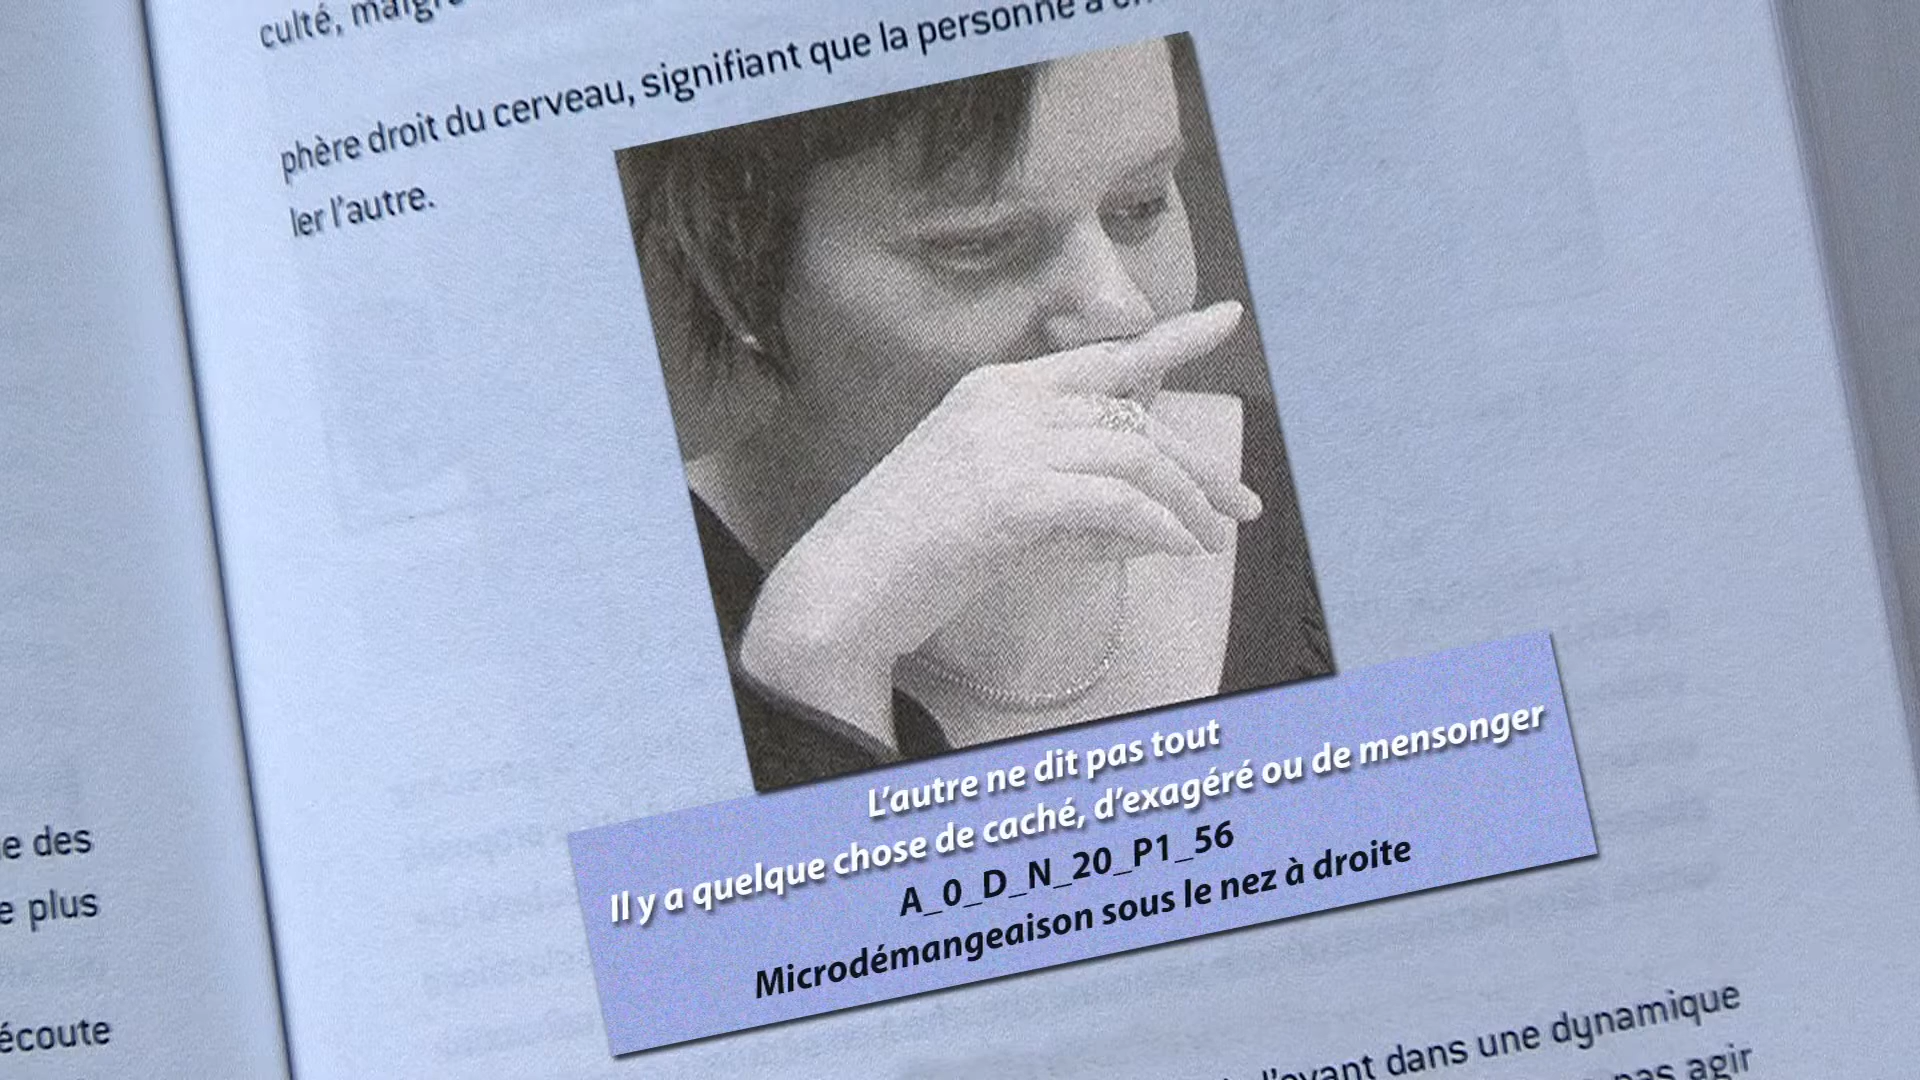 culté,
phère droit du cerveau, signifiant que la personne a
ler l'autre.
L'autre ne dit pas tout
Il y a quelque chose de caché, d'exagéré ou de mensonger
A_0_D_N_20_P1_56
Microdémangeaison sous le nez à droite
e des
e plus
écoute
l'ayant dans une dynamique
pas agir